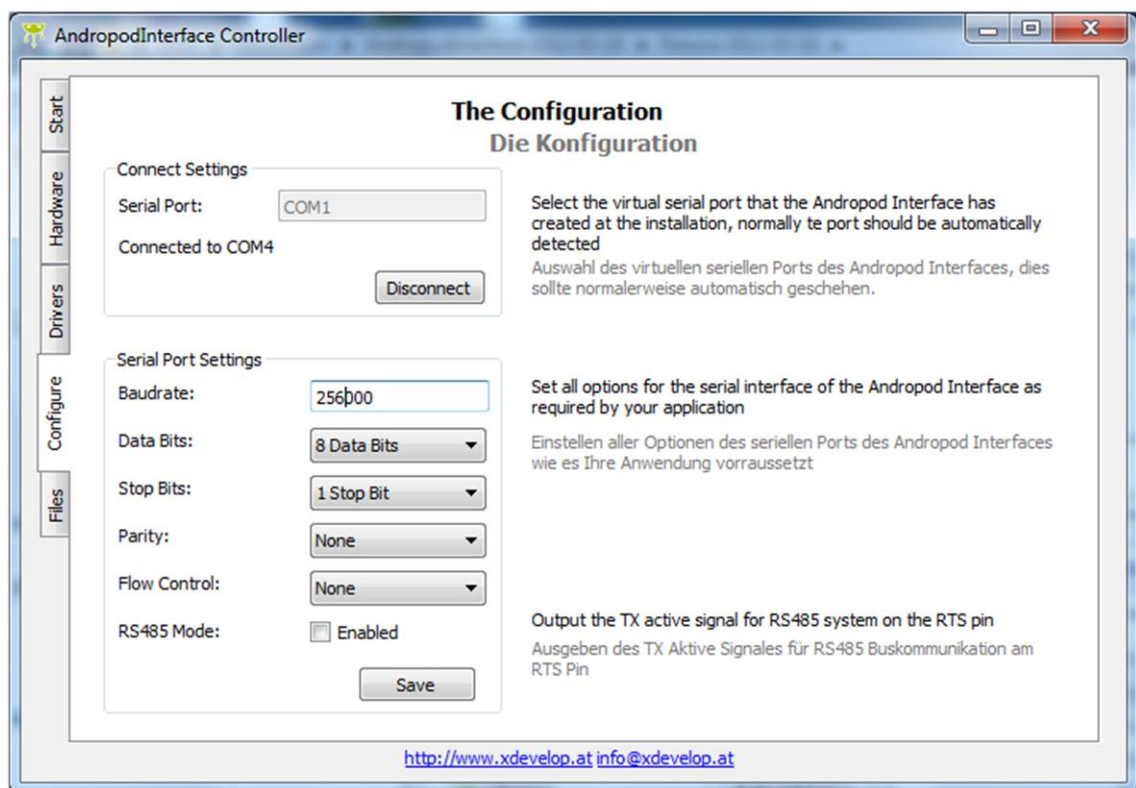 AndropodInterface Controller
Start
Hardware
Drivers
Configure
Files
The Configuration
Die Konfiguration
Connect Settings
Serial Port:
COM1
Connected to COM4
Disconnect
Select the virtual serial port that the Andropod Interface has
created at the installation, normally te port should be automatically
detected
Auswahl des virtuellen seriellen Ports des Andropod Interfaces, dies
sollte normalerweise automatisch geschehen.
Serial Port Settings
Baudrate:
256000
Data Bits:
8 Data Bits
Stop Bits:
1 Stop Bit
Parity:
None
Flow Control:
None
RS485 Mode:
Enabled
Save
Set all options for the serial interface of the Andropod Interface as
required by your application
Einstellen aller Optionen des seriellen Ports des Andropod Interfaces
wie es Ihre Anwendung vorraussetzt
Output the TX active signal for RS485 system on the RTS pin
Ausgeben des TX Aktive Signales für RS485 Buskommunikation am
RTS Pin
http://www.xdevelop.at info@xdevelop.at